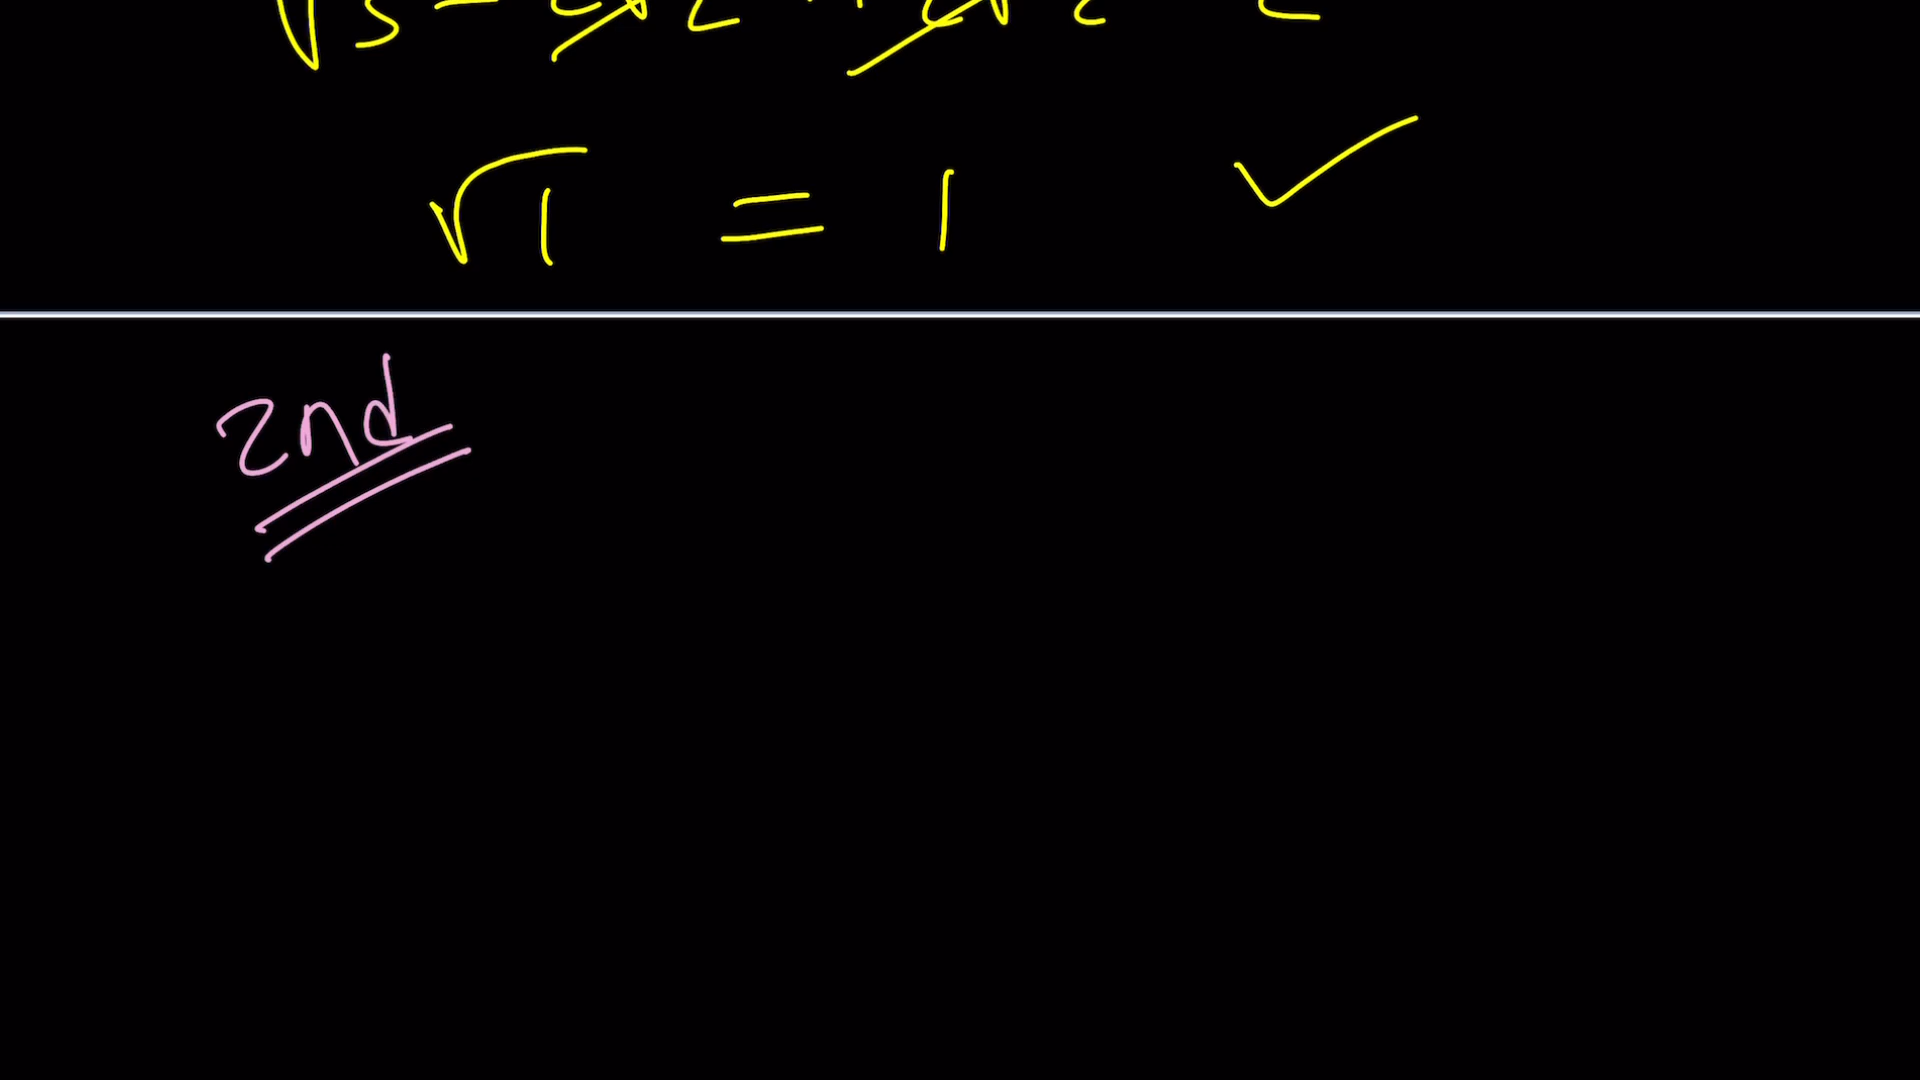 √1 = 1 ✓
2nd